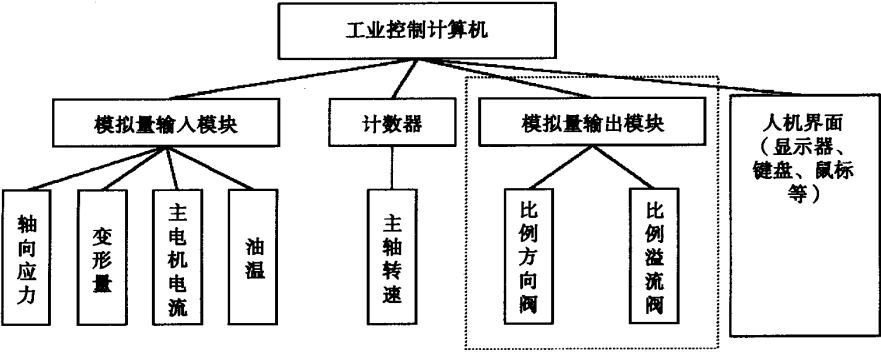 工业控制计算机
模拟量输入模块
计数器
模拟量输出模块
人机界面
（显示器、
键盘、鼠标
等）
轴向应力
变形量
主电机电流
油温
主轴转速
比例方向阀
比例溢流阀